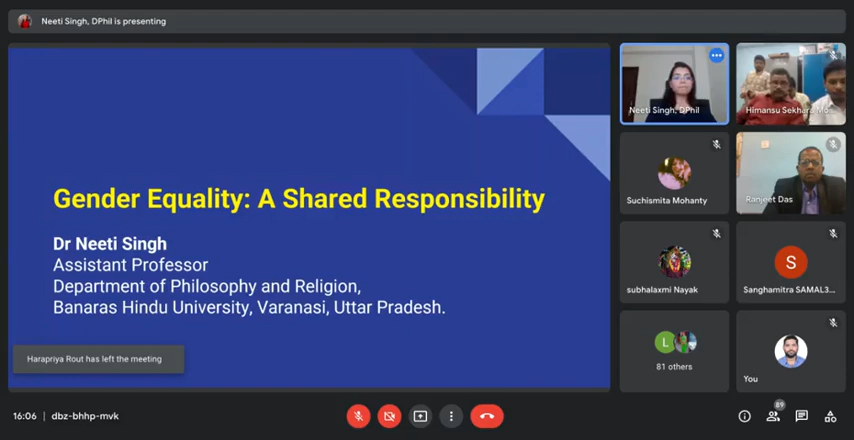 Neeti Singh, DPhil is presenting
Gender Equality: A Shared Responsibility
Dr Neeti Singh
Assistant Professor
Department of Philosophy and Religion,
Banaras Hindu University, Varanasi, Uttar Pradesh.
Harapriya Rout has left the meeting
Neeti Singh, DPhil
Himansu Sekhara
Suchismita Mohanty
Ranjeet Das
subhalaxmi Nayak
S
Sanghamitra SAMAL3...
L
81 others
You
16:06 | dbz-bhhp-mvk
89